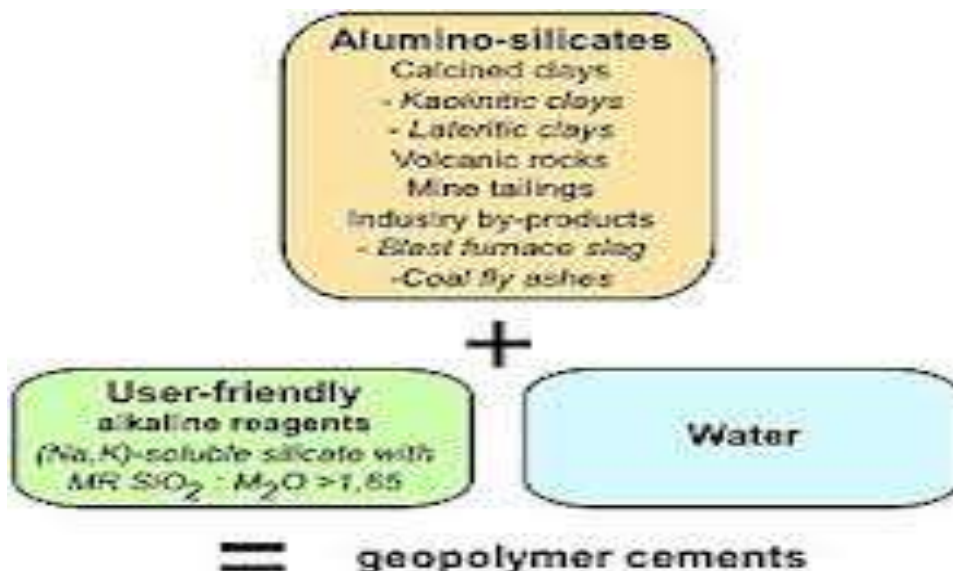 Alumino-silicates
Calcined clays
- Kaolinitic clays
- Lateritic clays
Volcanic rocks
Mine tailings
Industry by-products
- Blast furnace slag
-Coal fly ashes
+
User-friendly
alkaline reagents
(Na,K)-soluble silicate with
MR SiO₂ : M₂O >1,65
Water
= geopolymer cements